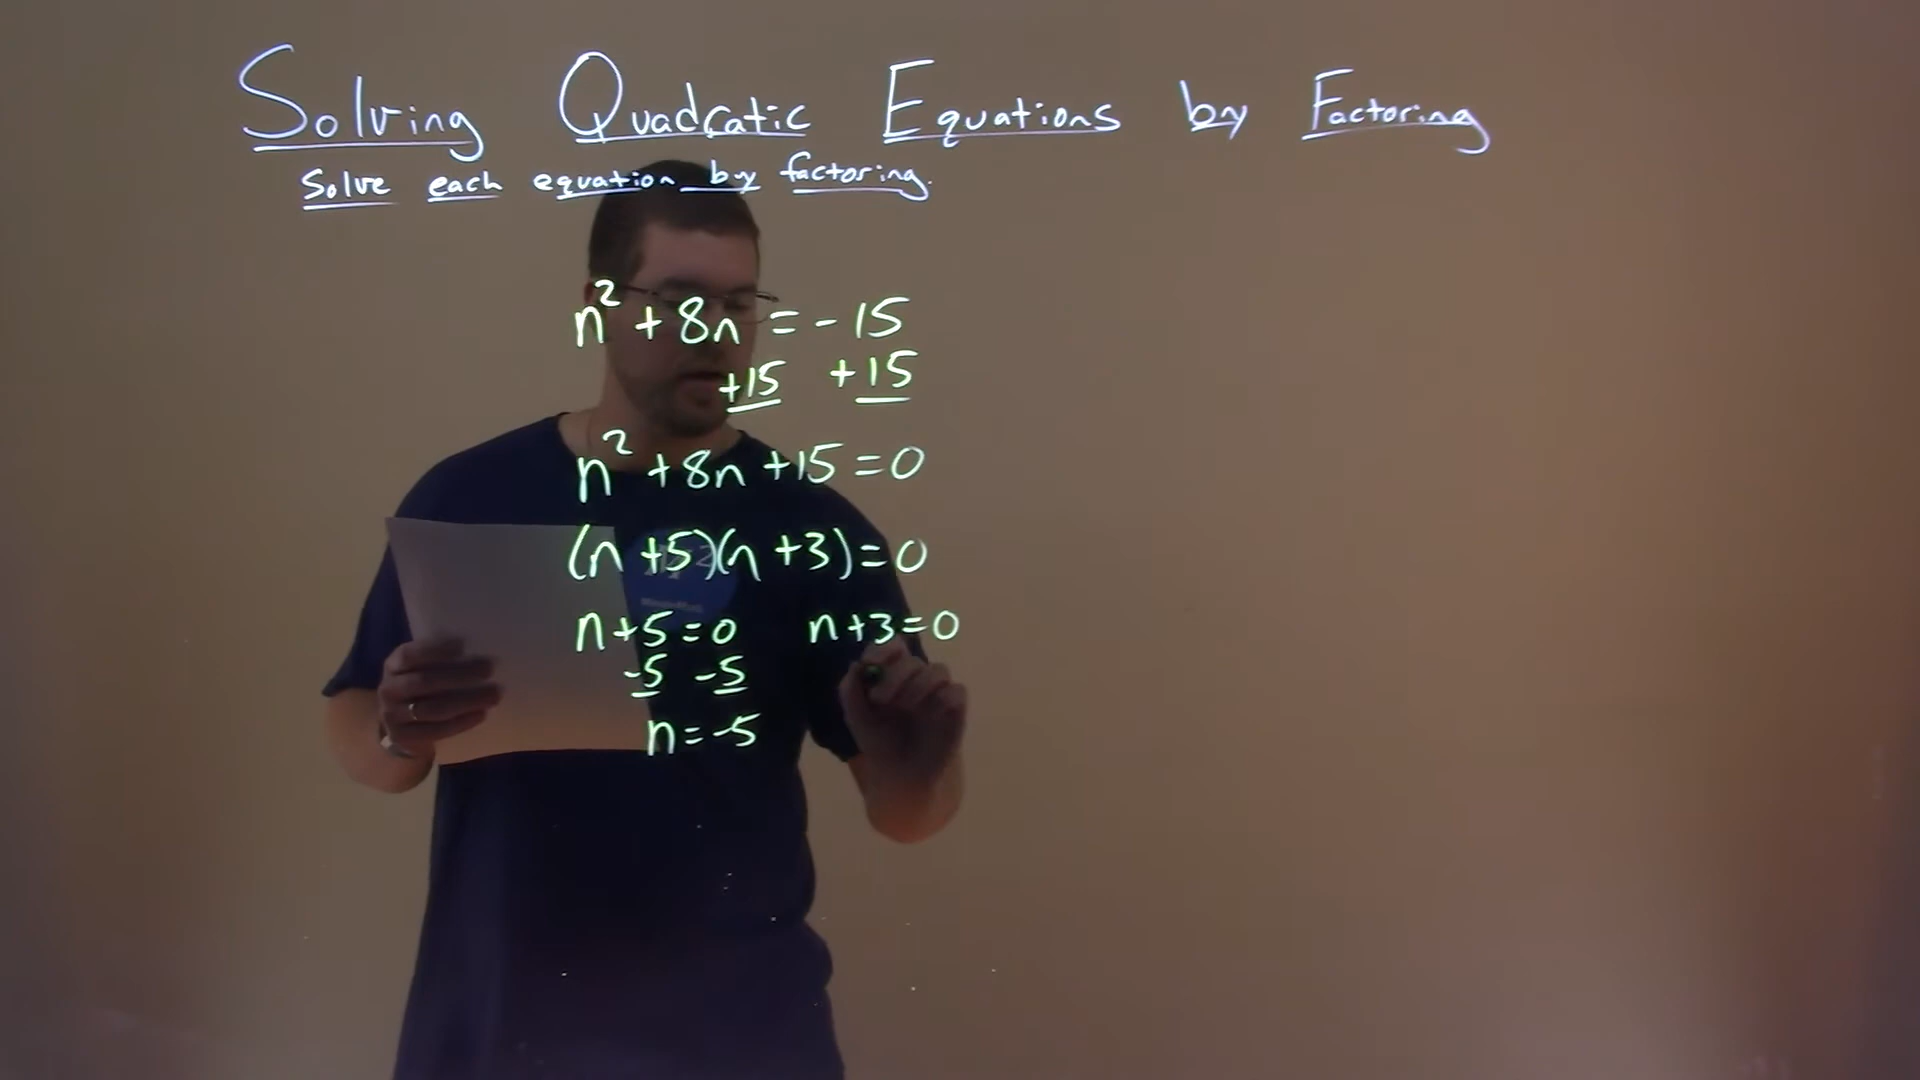 Solving Quadratic Equations by Factoring
Solve each equation by factoring.
n² + 8n = -15
+15 +15
n² + 8n + 15 = 0
(n + 5)(n + 3) = 0
n + 5 = 0 n + 3 = 0
-5 -5
n = -5